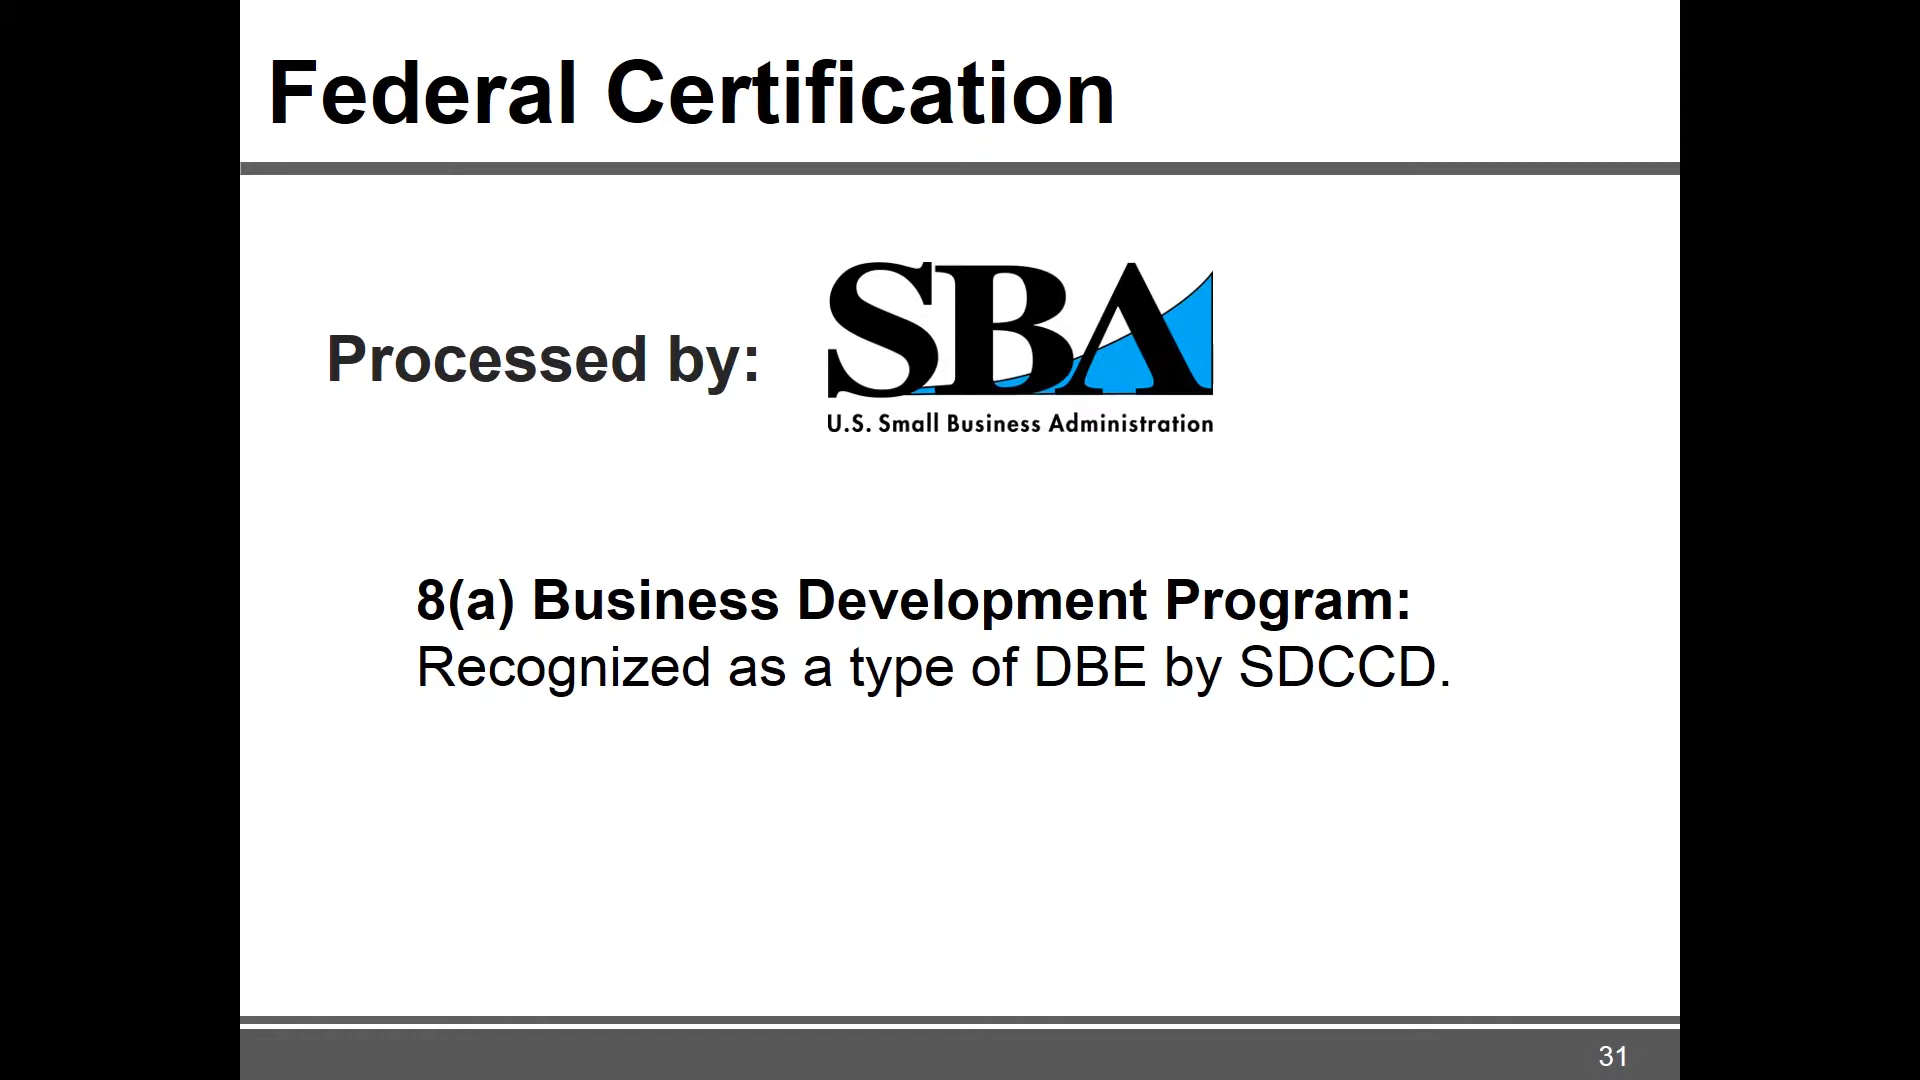 Federal Certification
Processed by:
SBA
U.S. Small Business Administration
8(a) Business Development Program:
Recognized as a type of DBE by SDCCD.
31